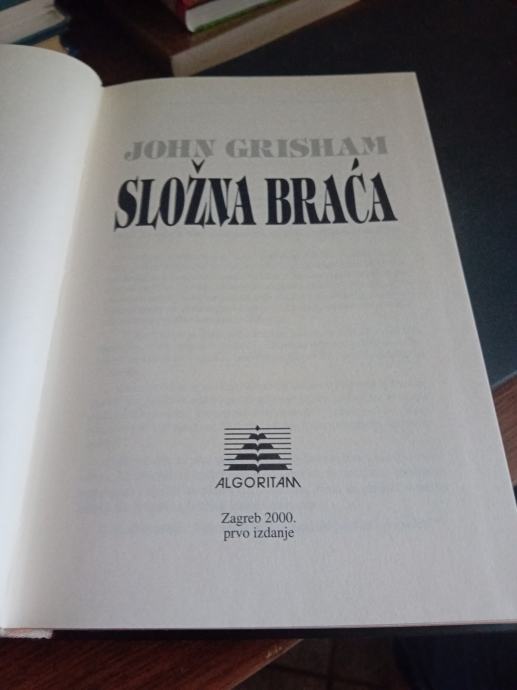 JOHN GRISHAM
SLOŽNA BRAĆA
ALGORITAM
Zagreb 2000.
prvo izdanje